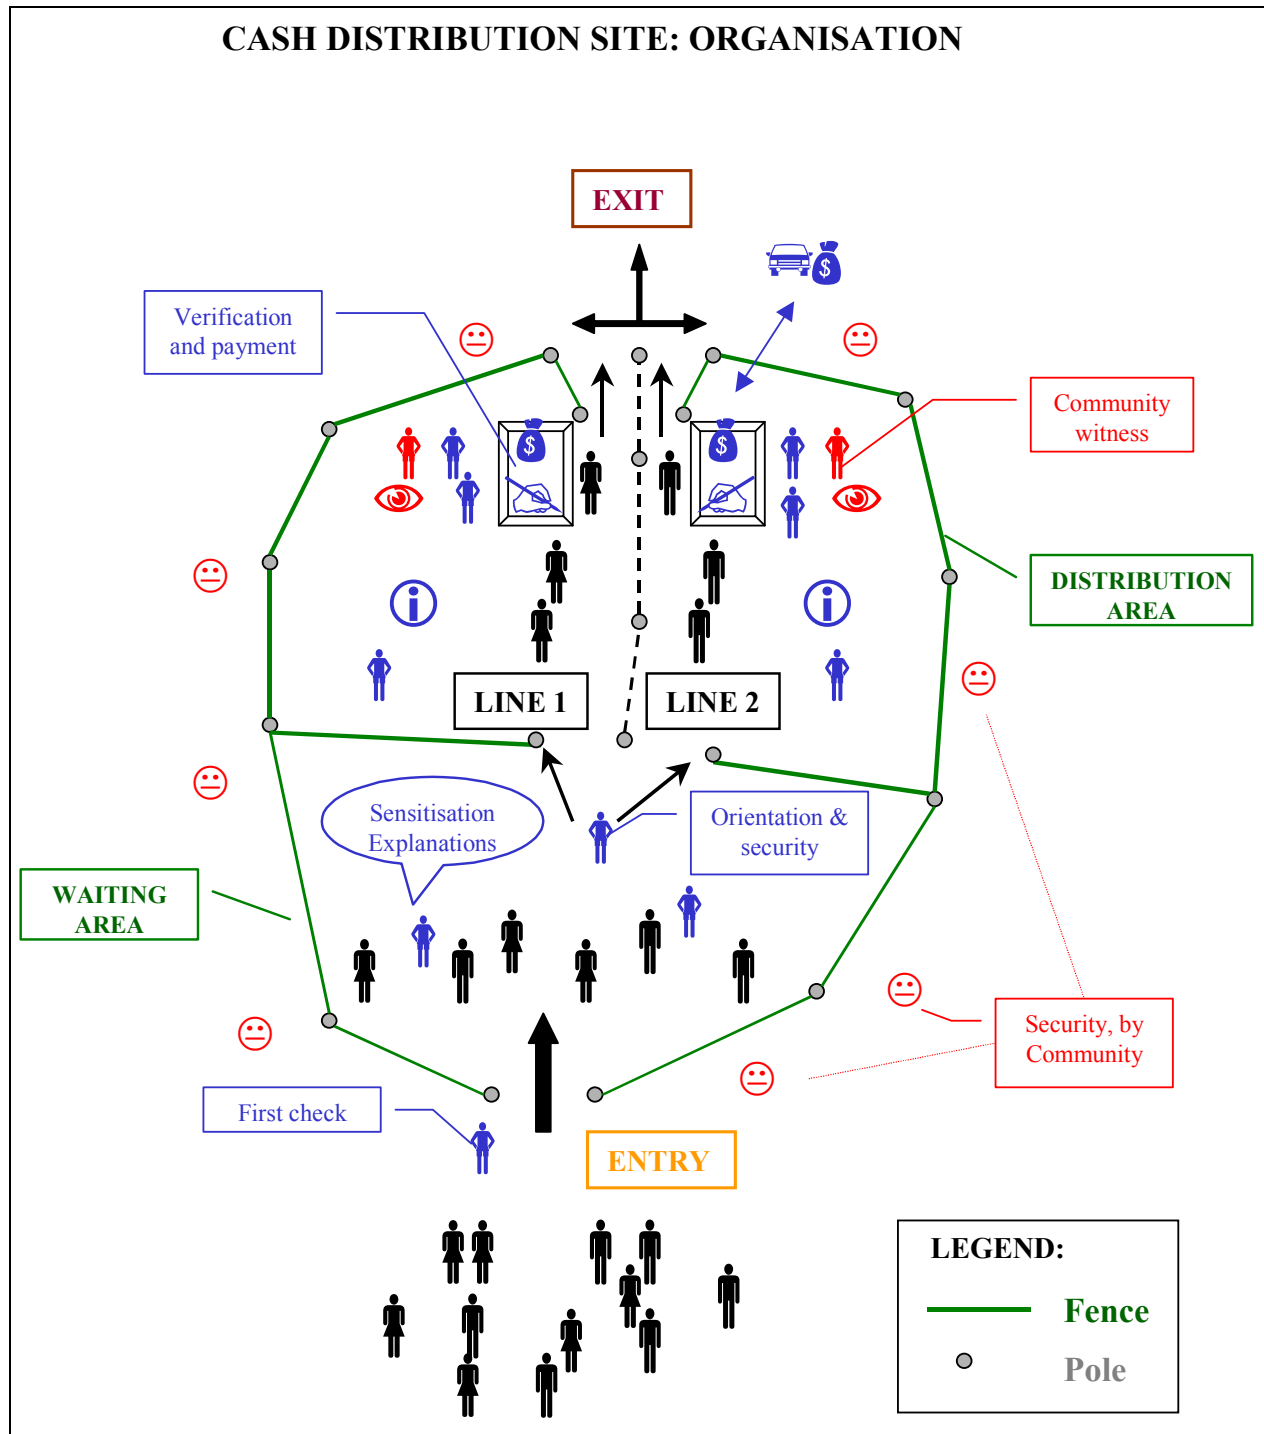 CASH DISTRIBUTION SITE: ORGANISATION
EXIT
$
Verification
and payment
Community
witness
$
$
DISTRIBUTION
AREA
i
i
LINE 1
LINE 2
Sensitisation
Explanations
Orientation &
security
WAITING
AREA
Security, by
Community
First check
ENTRY
LEGEND:
Fence
Pole